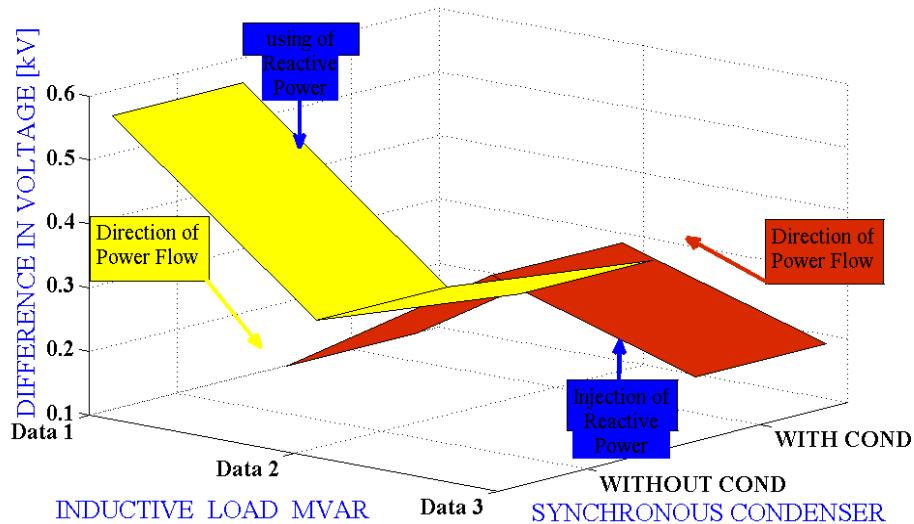 using of
Reactive
Power
DIFFERENCE IN VOLTAGE [kV]
0.6
0.5
0.4
0.3
0.2
0.1
Direction of
Power Flow
Direction of
Power Flow
Injection of
Reactive
Power
Data 1
Data 2
Data 3
WITHOUT COND
WITH COND
INDUCTIVE LOAD MVAR
SYNCHRONOUS CONDENSER